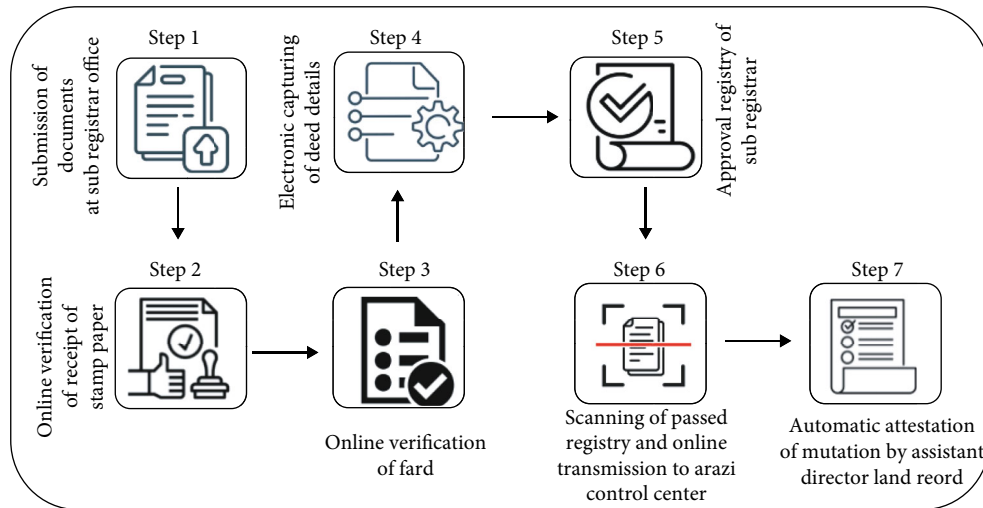 Step 1
Submission of
documents
at sub registrar office
Step 2
Online verification
of receipt of
stamp paper
Step 3
Online verification
of fard
Step 4
Electronic capturing
of deed details
Step 5
Approval registry of
sub registrar
Step 6
Scanning of passed
registry and online
transmission to arazi
control center
Step 7
Automatic attestation
of mutation by assistant
director land reord